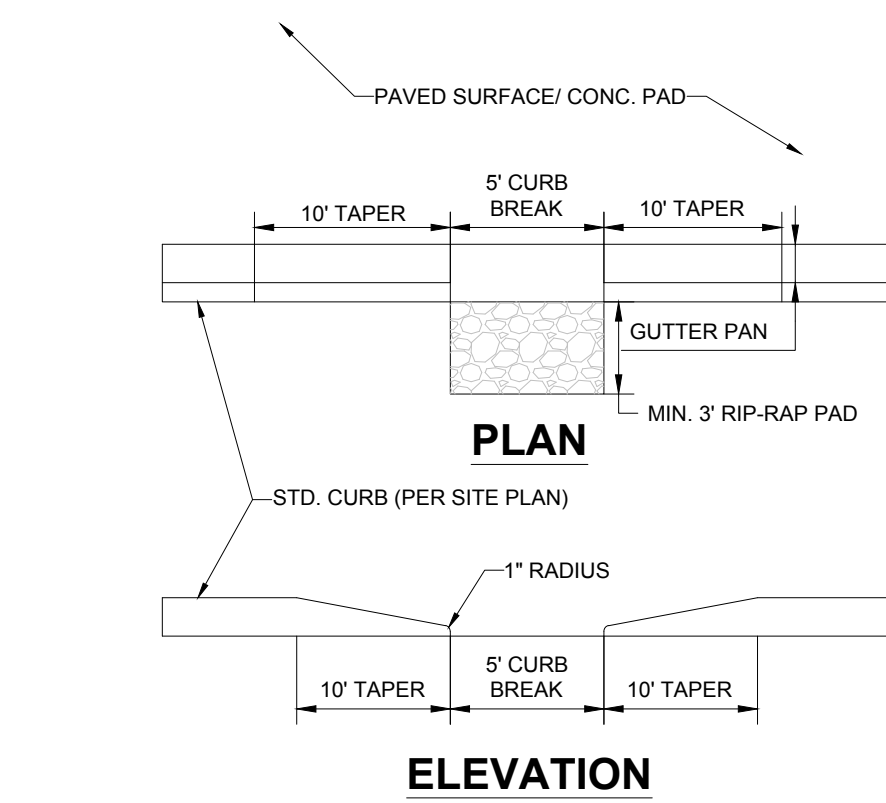 PAVED SURFACE/ CONC. PAD
10' TAPER
5' CURB
BREAK
10' TAPER
GUTTER PAN
MIN. 3' RIP-RAP PAD
PLAN
STD. CURB (PER SITE PLAN)
1" RADIUS
10' TAPER
5' CURB
BREAK
10' TAPER
ELEVATION